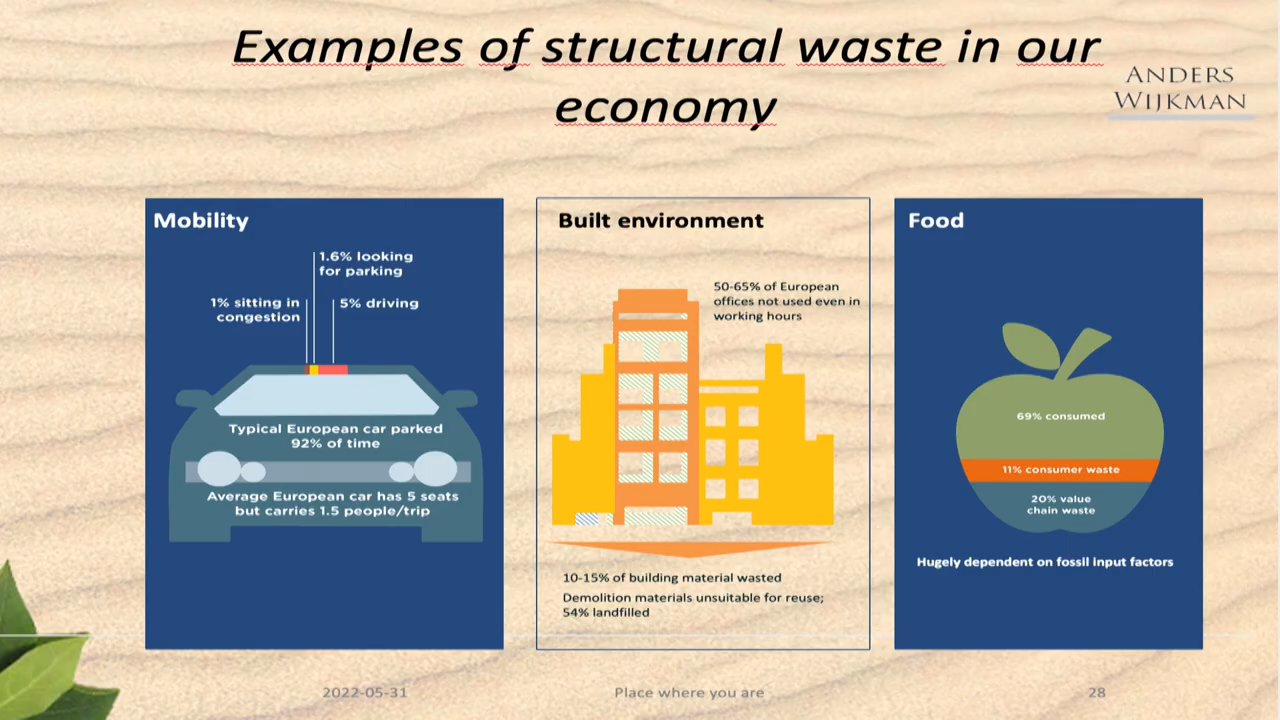 Examples of structural waste in our
economy
ANDERS
WIJKMAN
Mobility
1.6% looking
for parking
1% sitting in
congestion
5% driving
Typical European car parked
92% of time
Average European car has 5 seats
but carries 1.5 people/trip
Built environment
50-65% of European
offices not used even in
working hours
10-15% of building material wasted
Demolition materials unsuitable for reuse;
54% landfilled
Food
69% consumed
11% consumer waste
20% value
chain waste
Hugely dependent on fossil input factors
2022-05-31
Place where you are
28